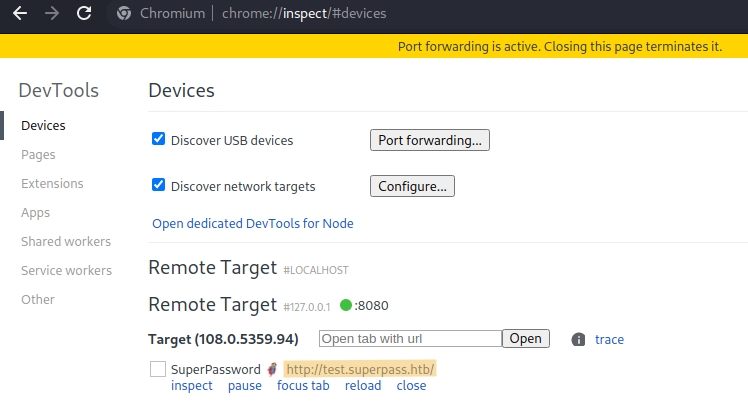 Chromium | chrome://inspect/#devices
Port forwarding is active. Closing this page terminates it.
DevTools
Devices
Devices
Discover USB devices
Port forwarding...
Pages
Extensions
Discover network targets
Configure...
Apps
Open dedicated DevTools for Node
Shared workers
Service workers
Remote Target #LOCALHOST
Other
Remote Target #127.0.0.1 :8080
Target (108.0.5359.94) Open tab with url Open trace
SuperPassword 🦸 http://test.superpass.htb/
inspect pause focus tab reload close